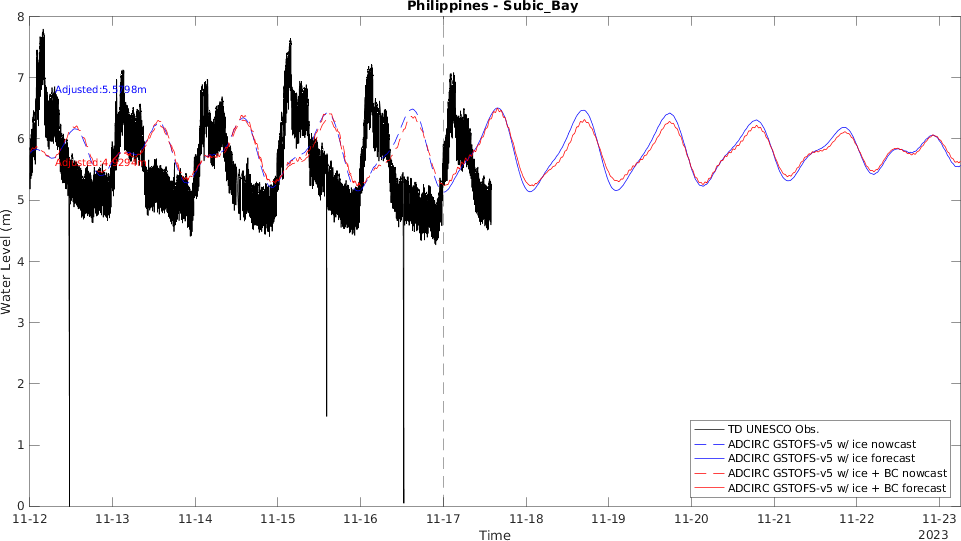 Philippines - Subic_Bay
8
7
6
5
4
3
2
1
0
Water Level (m)
Adjusted:5.5798m
11-12
11-13
11-14
11-15
11-16
11-17
11-18
11-19
11-20
11-21
11-22
11-23
Time
2023
TD UNESCO Obs.
ADCIRC GSTOFS-v5 w/ ice nowcast
ADCIRC GSTOFS-v5 w/ ice forecast
ADCIRC GSTOFS-v5 w/ ice + BC nowcast
ADCIRC GSTOFS-v5 w/ ice + BC forecast